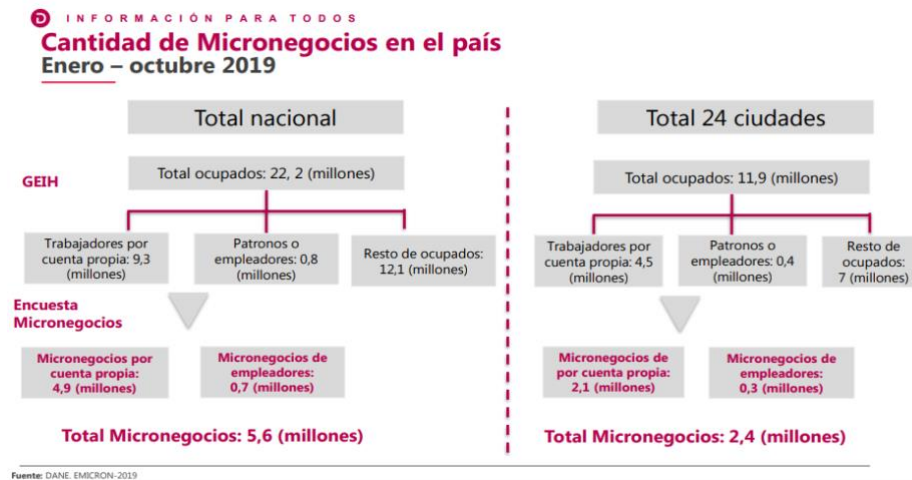 INFORMACIÓN PARA TODOS
Cantidad de Micronegocios en el país
Enero – octubre 2019
Total nacional
GEIH
Total ocupados: 22, 2 (millones)
Trabajadores por
cuenta propia: 9,3
(millones)
Patronos o
empleadores: 0,8
(millones)
Resto de ocupados:
12,1 (millones)
Encuesta
Micronegocios
Micronegocios por
cuenta propia:
4,9 (millones)
Micronegocios de
empleadores:
0,7 (millones)
Total Micronegocios: 5,6 (millones)
Total 24 ciudades
Total ocupados: 11,9 (millones)
Trabajadores por
cuenta propia: 4,5
(millones)
Patronos o
empleadores: 0,4
(millones)
Resto de
ocupados:
7 (millones)
Micronegocios de
por cuenta propia:
2,1 (millones)
Micronegocios de
empleadores:
0,3 (millones)
Total Micronegocios: 2,4 (millones)
Fuente: DANE. EMICRON-2019